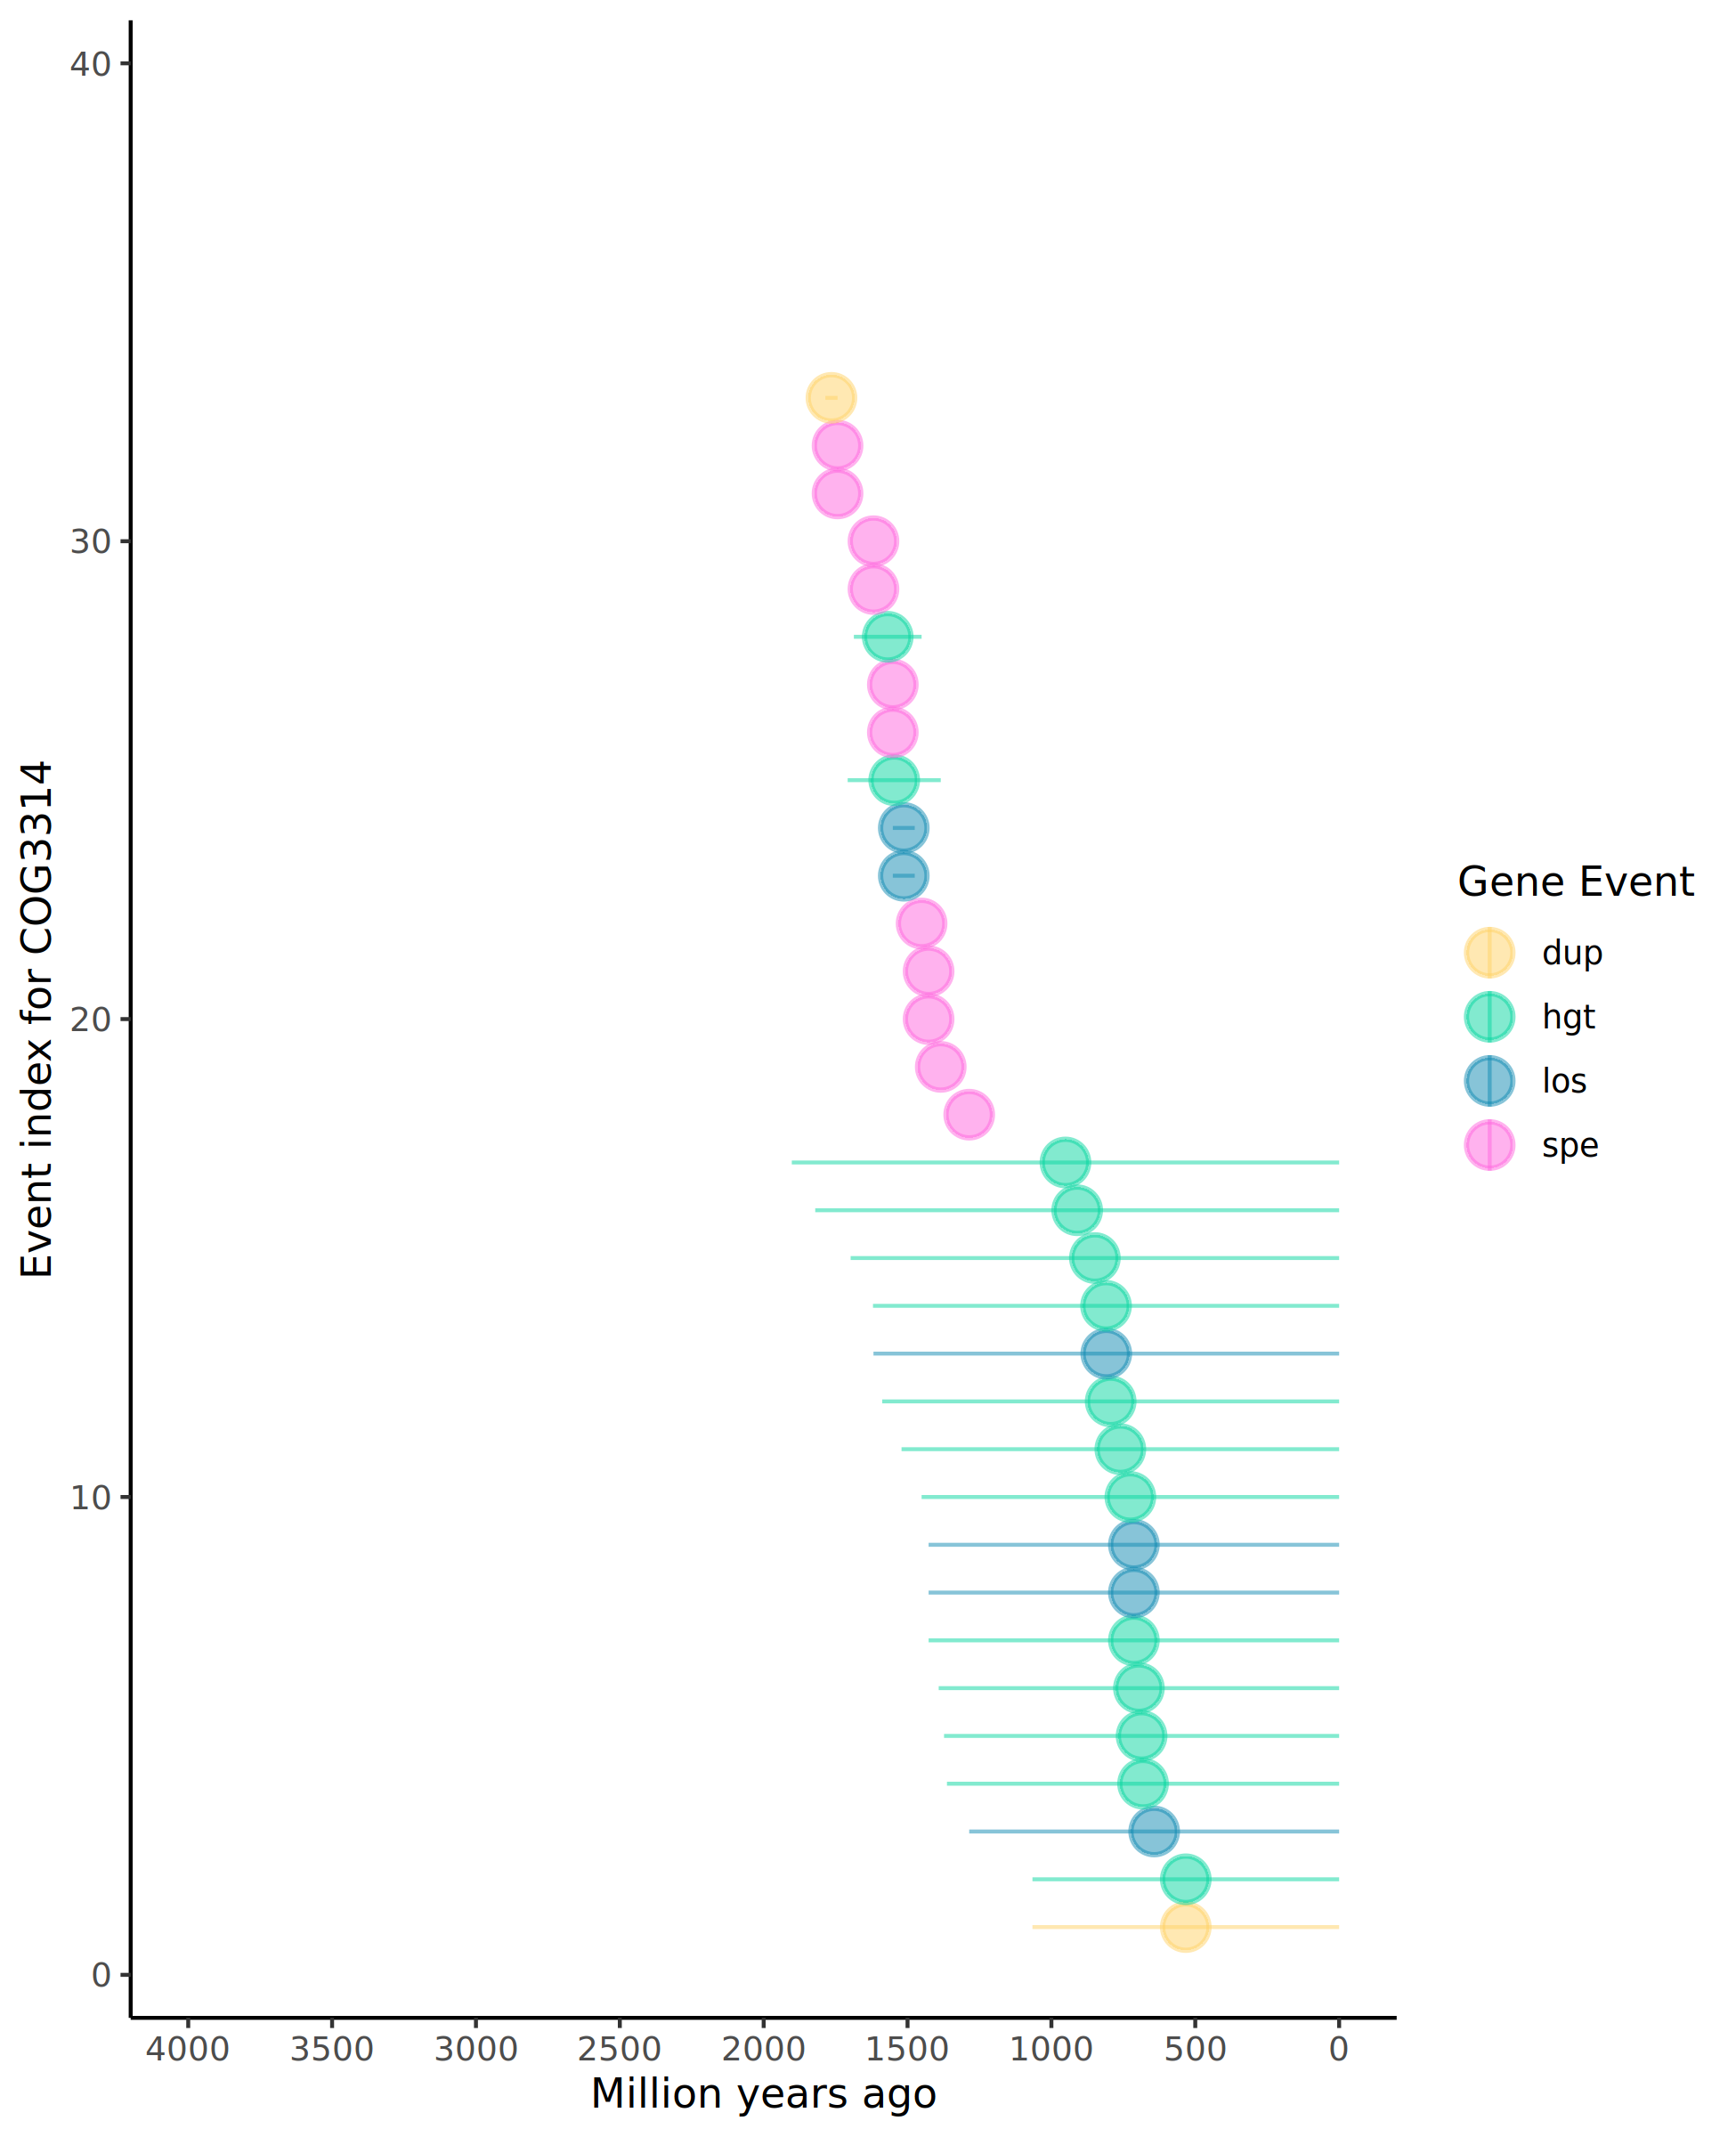 Event index for COG3314
40
30
20
10
0
4000 3500 3000 2500 2000 1500 1000 500 0
Million years ago
Gene Event
dup
hgt
los
spe